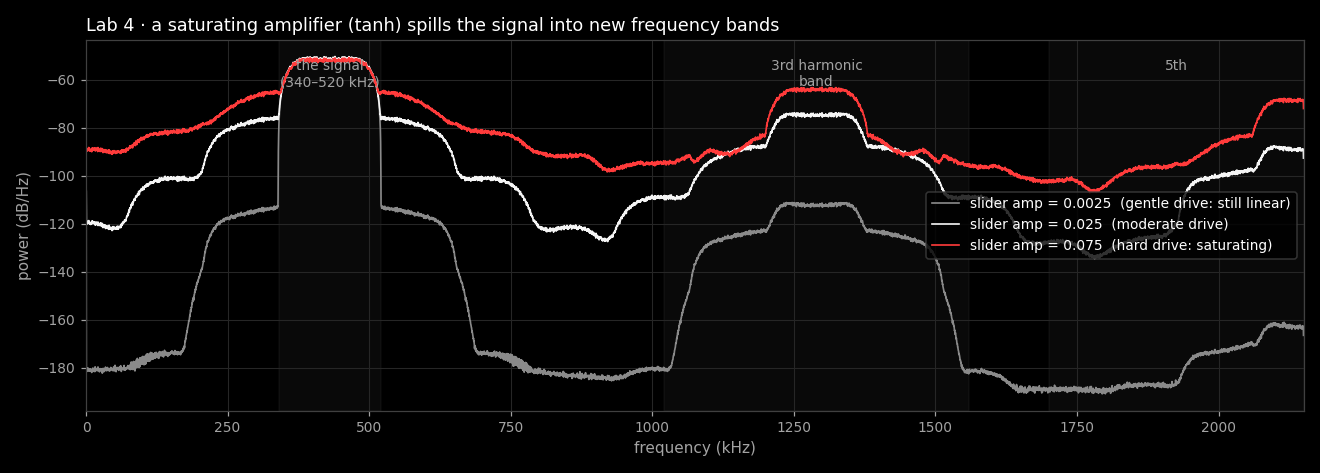 Lab 4 · a saturating amplifier (tanh) spills the signal into new frequency bands
the signal
(340–520 kHz)
3rd harmonic
band
5th
−60
−80
−100
−120
−140
−160
−180
power (dB/Hz)
slider amp = 0.0025 (gentle drive: still linear)
slider amp = 0.025 (moderate drive)
slider amp = 0.075 (hard drive: saturating)
0 250 500 750 1000 1250 1500 1750 2000
frequency (kHz)